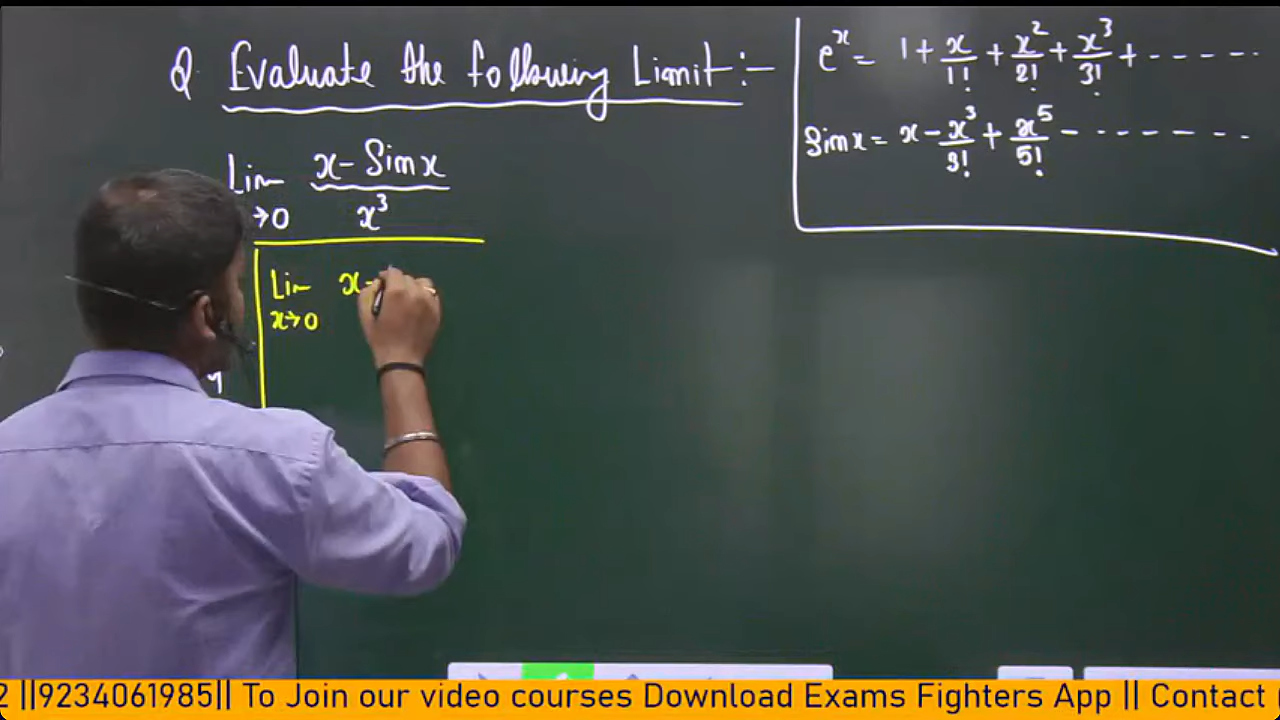 Q. Evaluate the following Limit:-
Lim x - Sin x / x³
→0
Lim x -
x→0
e^x = 1 + x/1! + x²/2! + x³/3! + - - - - - -
Sin x = x - x³/3! + x⁵/5! - - - - - - - -
2 ||9234061985|| To Join our video courses Download Exams Fighters App || Contact